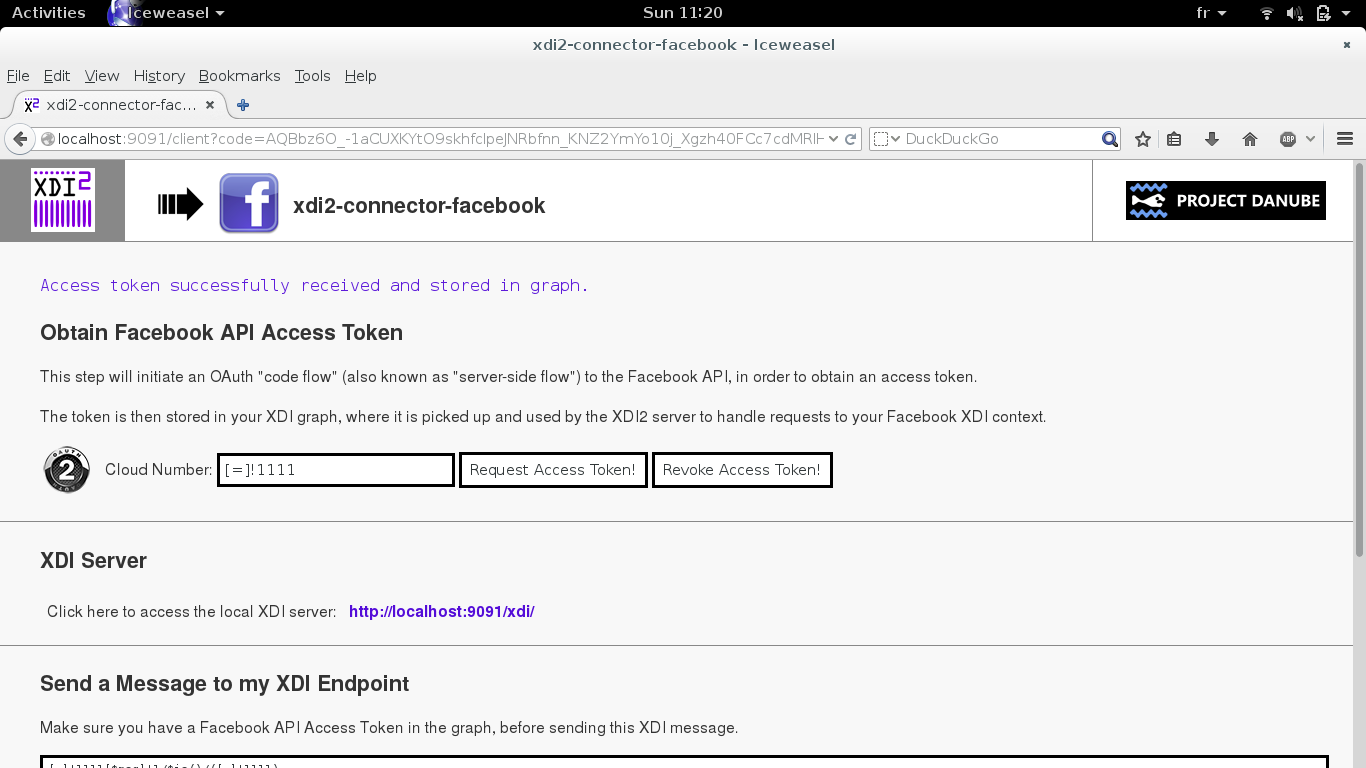 Activities Iceweasel Sun 11:20 fr
xdi2-connector-facebook - Iceweasel
File Edit View History Bookmarks Tools Help
xdi2-connector-fac...
localhost:9091/client?code=AQBbz6O_-1aCUXKYtO9skhfclpeJNRbfnn_KNZ2YmYo10j_Xgzh40FCc7cdMRlH DuckDuckGo ABP
XDI2 f xdi2-connector-facebook PROJECT DANUBE
Access token successfully received and stored in graph.
Obtain Facebook API Access Token
This step will initiate an OAuth "code flow" (also known as "server-side flow") to the Facebook API, in order to obtain an access token.
The token is then stored in your XDI graph, where it is picked up and used by the XDI2 server to handle requests to your Facebook XDI context.
OAUTH 2 Cloud Number: [=]!1111 Request Access Token! Revoke Access Token!
XDI Server
Click here to access the local XDI server: http://localhost:9091/xdi/
Send a Message to my XDI Endpoint
Make sure you have a Facebook API Access Token in the graph, before sending this XDI message.